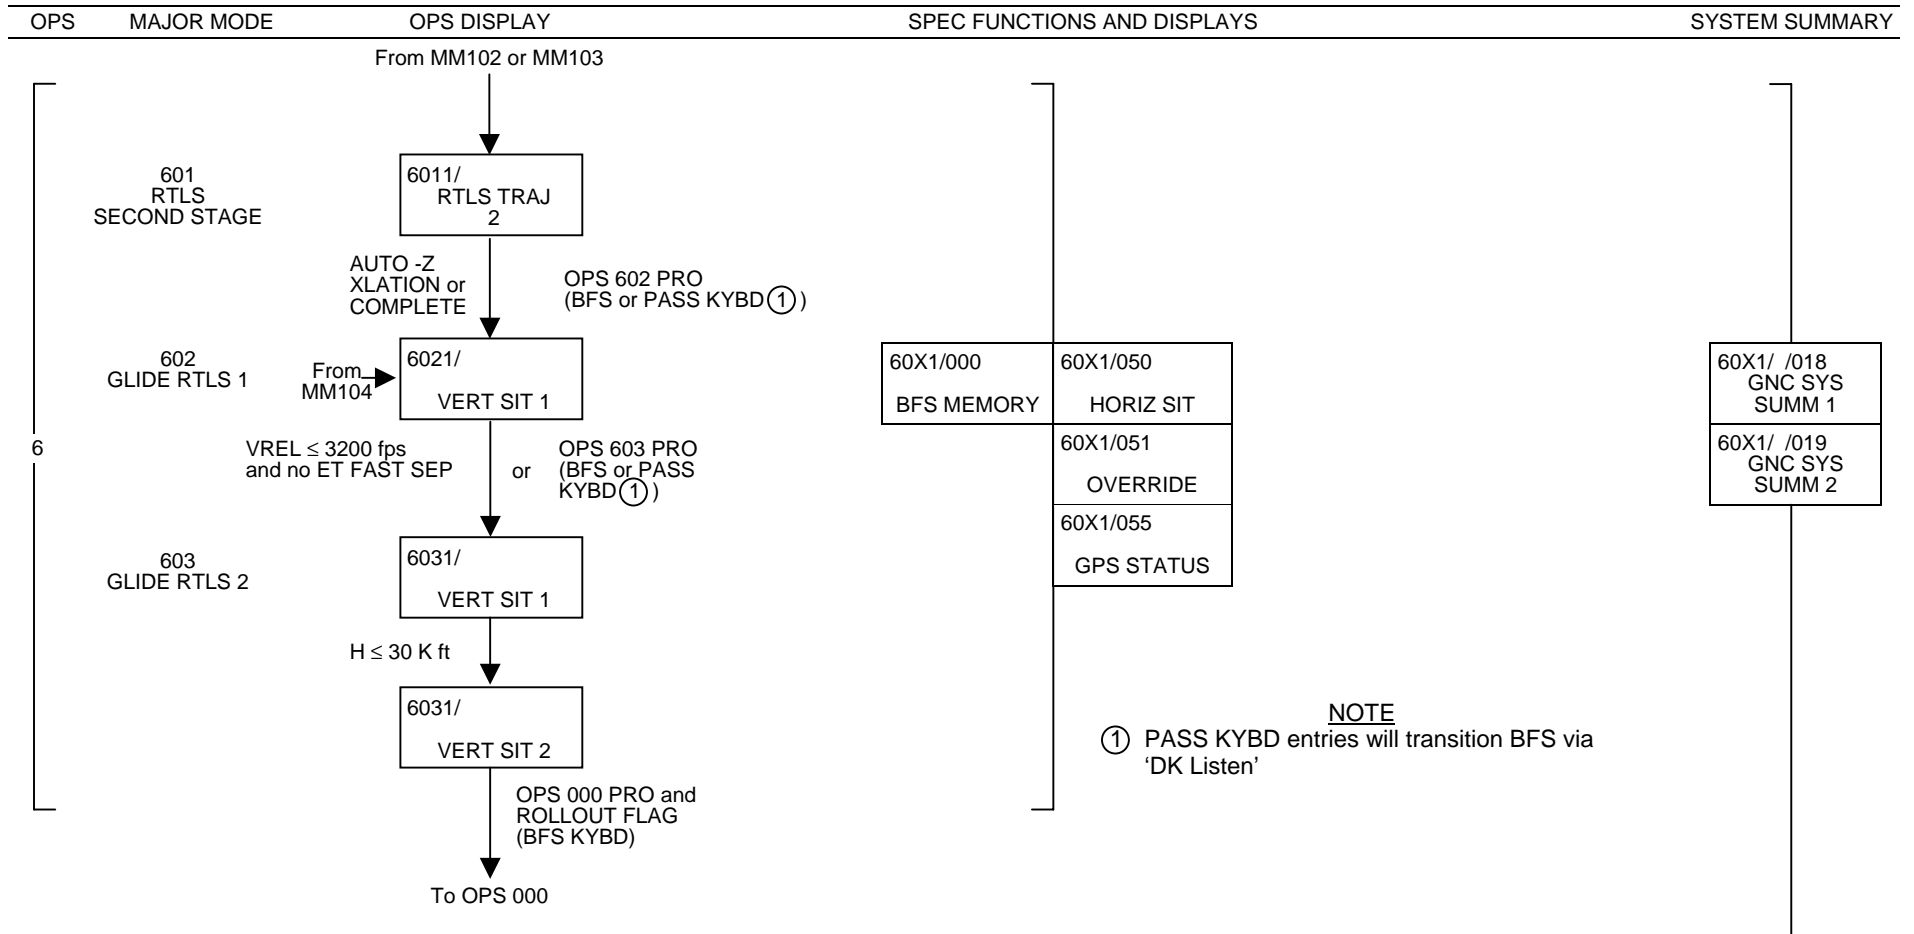 OPS MAJOR MODE OPS DISPLAY SPEC FUNCTIONS AND DISPLAYS SYSTEM SUMMARY
From MM102 or MM103
601
RTLS
SECOND STAGE
6011/
RTLS TRAJ
2
AUTO -Z
XLATION or
COMPLETE
OPS 602 PRO
(BFS or PASS KYBD ① )
602
GLIDE RTLS 1
From
MM104
6021/
VERT SIT 1
60X1/000
BFS MEMORY
60X1/050
HORIZ SIT
60X1/ /018
GNC SYS
SUMM 1
6
VREL ≤ 3200 fps
and no ET FAST SEP
or
OPS 603 PRO
(BFS or PASS
KYBD ① )
60X1/051
OVERRIDE
60X1/ /019
GNC SYS
SUMM 2
60X1/055
GPS STATUS
603
GLIDE RTLS 2
6031/
VERT SIT 1
H ≤ 30 K ft
6031/
VERT SIT 2
NOTE
① PASS KYBD entries will transition BFS via
‘DK Listen’
OPS 000 PRO and
ROLLOUT FLAG
(BFS KYBD)
To OPS 000